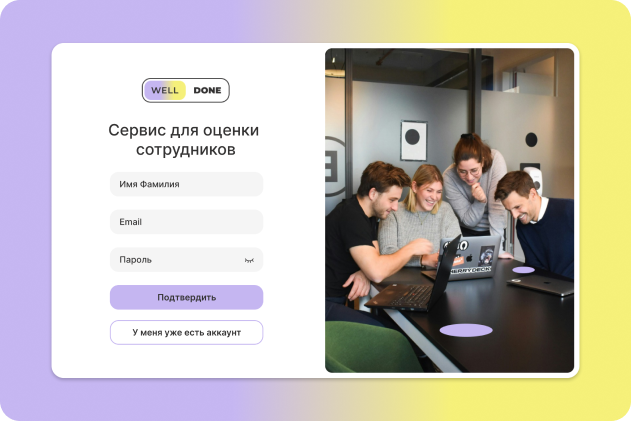 WELL DONE
Сервис для оценки
сотрудников
Имя Фамилия
Email
Пароль
Подтвердить
У меня уже есть аккаунт